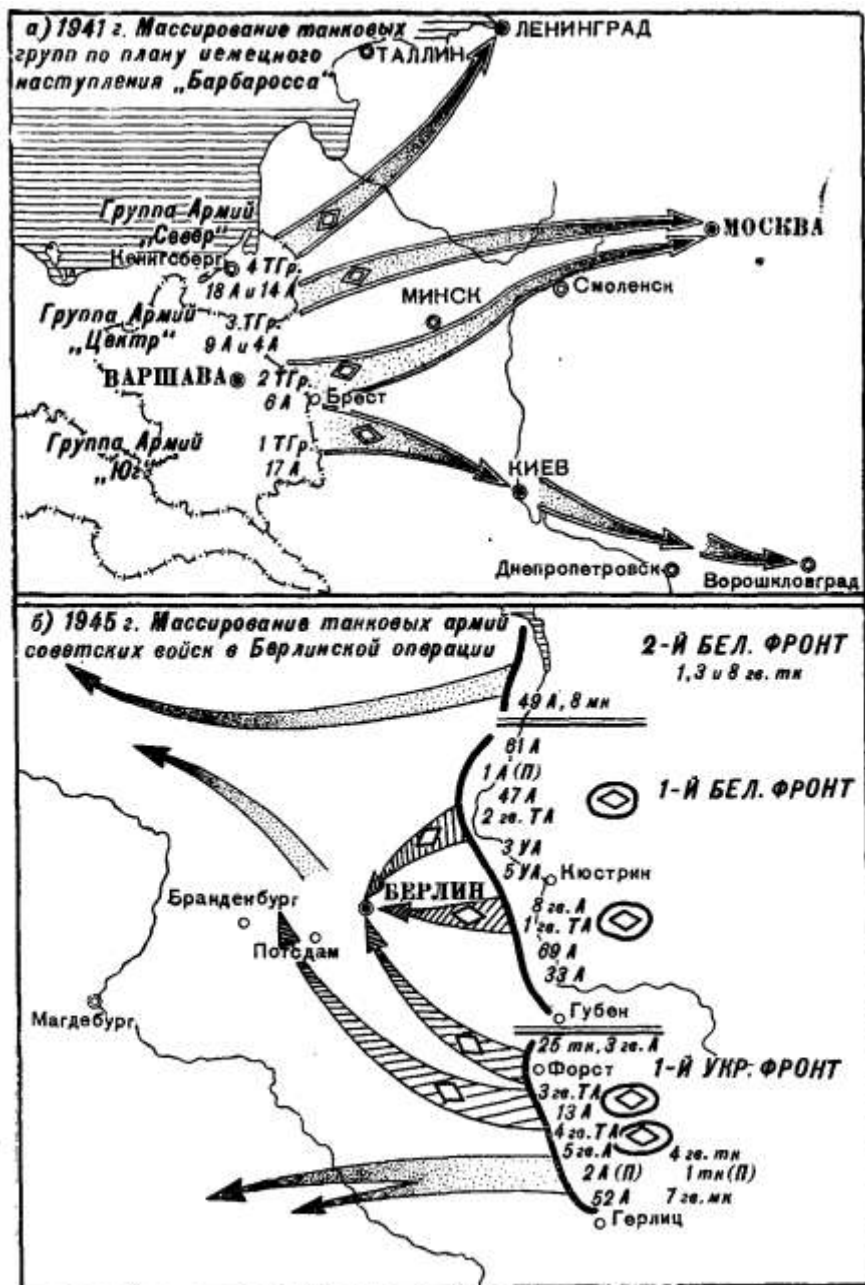 а) 1941 г. Массирование танковых
групп по плану немецного
наступления „Барбаросса“
ЛЕНИНГРАД
ТАЛЛИН
Группа Армий
„Север“
Кенигсберг
4 ТГр.
18 А и 14 А
МОСКВА
МИНСК
Смоленск
Группа Армий
„Центр“
3 ТГр.
9 А и 4 А
ВАРШАВА
2 ТГр.
6 А
Брест
Группа Армий
„Юг“
1 ТГр.
17 А
КИЕВ
Днепропетровск
Ворошиловград
б) 1945 г. Массирование танковых армий
советских войск в Берлинской операции
2-Й БЕЛ. ФРОНТ
1, 3 и 8 гв. тк
49 А, 8 мк
61 А
1 А (П)
47 А
2 гв. ТА
1-Й БЕЛ. ФРОНТ
3 УА
5 УА
Кюстрин
БЕРЛИН
Бранденбург
Потсдам
8 гв. А
1 гв. ТА
69 А
33 А
Магдебург
Губен
25 тк, 3 гв. А
Форст
1-Й УКР. ФРОНТ
3 гв. ТА
13 А
4 гв. ТА
5 гв. А
4 гв. тк
2 А (П)
1 тк (П)
52 А
7 гв. мк
Герлиц